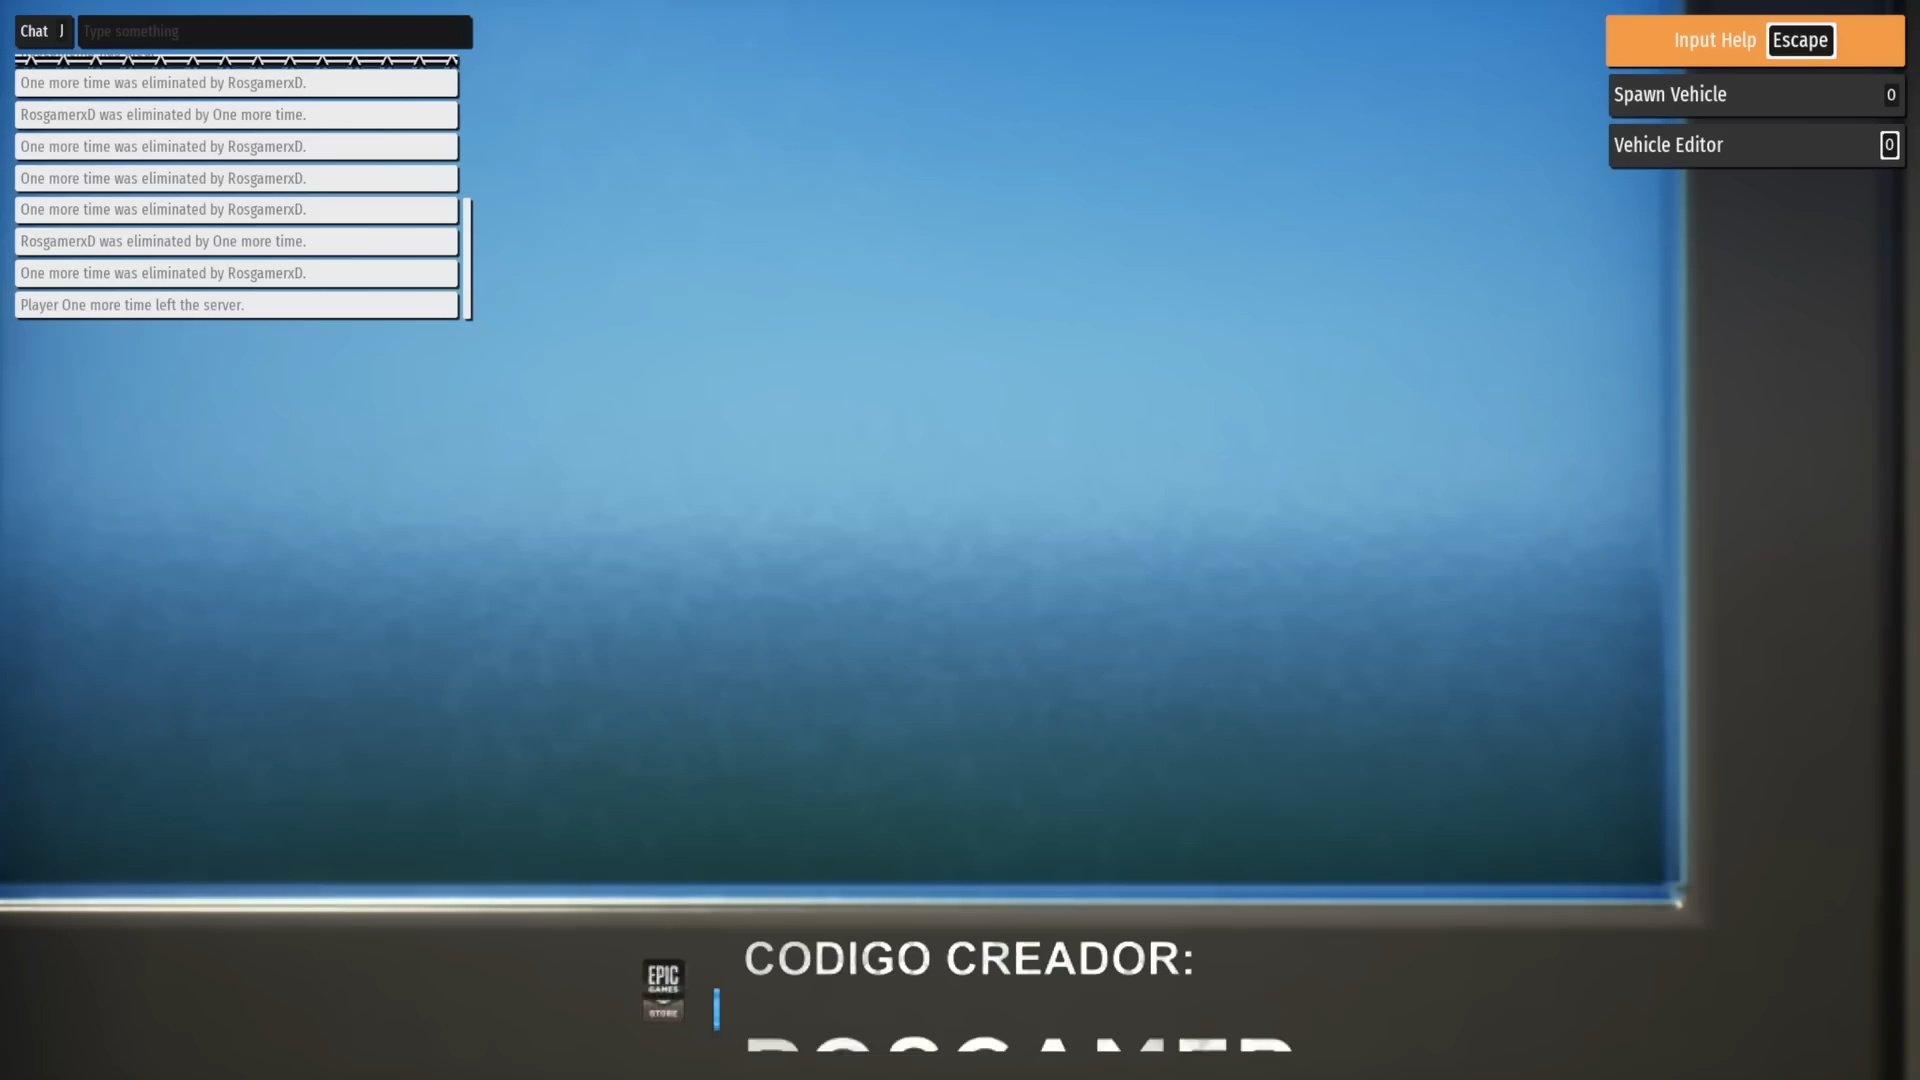 Chat J Type something
One more time was eliminated by RosgamerxD.
RosgamerxD was eliminated by One more time.
One more time was eliminated by RosgamerxD.
One more time was eliminated by RosgamerxD.
One more time was eliminated by RosgamerxD.
RosgamerxD was eliminated by One more time.
One more time was eliminated by RosgamerxD.
Player One more time left the server.
Input Help Escape
Spawn Vehicle O
Vehicle Editor O
CODIGO CREADOR:
EPIC
GAMES
STORE
ROSGAMER